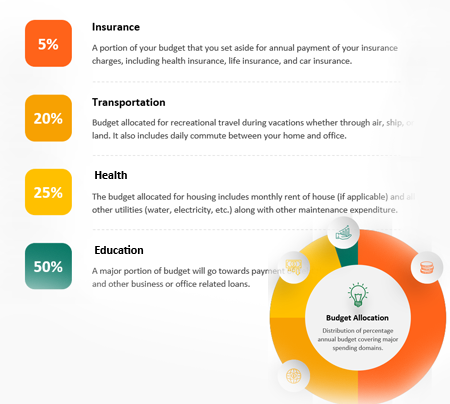 5%
Insurance
A portion of your budget that you set aside for annual payment of your insurance
charges, including health insurance, life insurance, and car insurance.
20%
Transportation
Budget allocated for recreational travel during vacations whether through air, ship,
land. It also includes daily commute between your home and office.
25%
Health
The budget allocated for housing includes monthly rent of house (if applicable) and
other utilities (water, electricity, etc.) along with other maintenance expenditure.
50%
Education
A major portion of budget will go towards payment
and other business or office related loans.
Budget Allocation
Distribution of percentage
annual budget covering major
spending domains.